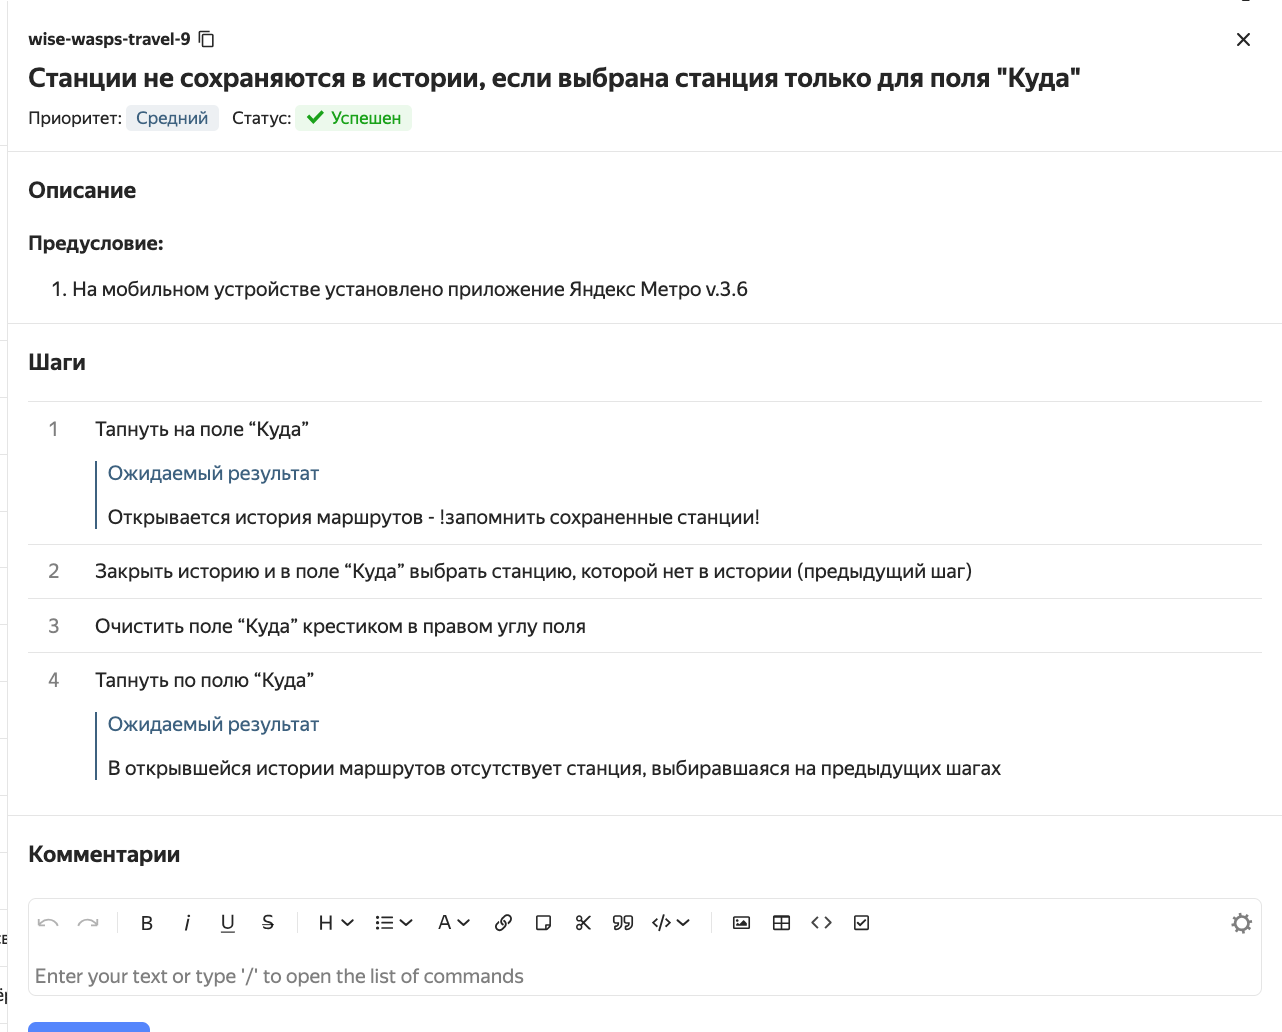 wise-wasps-travel-9
Станции не сохраняются в истории, если выбрана станция только для поля "Куда"
Приоритет: Средний Статус: Успешен
Описание
Предусловие:
1. На мобильном устройстве установлено приложение Яндекс Метро v.3.6
Шаги
1 Тапнуть на поле “Куда”
Ожидаемый результат
Открывается история маршрутов - !запомнить сохраненные станции!
2 Закрыть историю и в поле “Куда” выбрать станцию, которой нет в истории (предыдущий шаг)
3 Очистить поле “Куда” крестиком в правом углу поля
4 Тапнуть по полю “Куда”
Ожидаемый результат
В открывшейся истории маршрутов отсутствует станция, выбиравшаяся на предыдущих шагах
Комментарии
B i U S H A
Enter your text or type '/' to open the list of commands